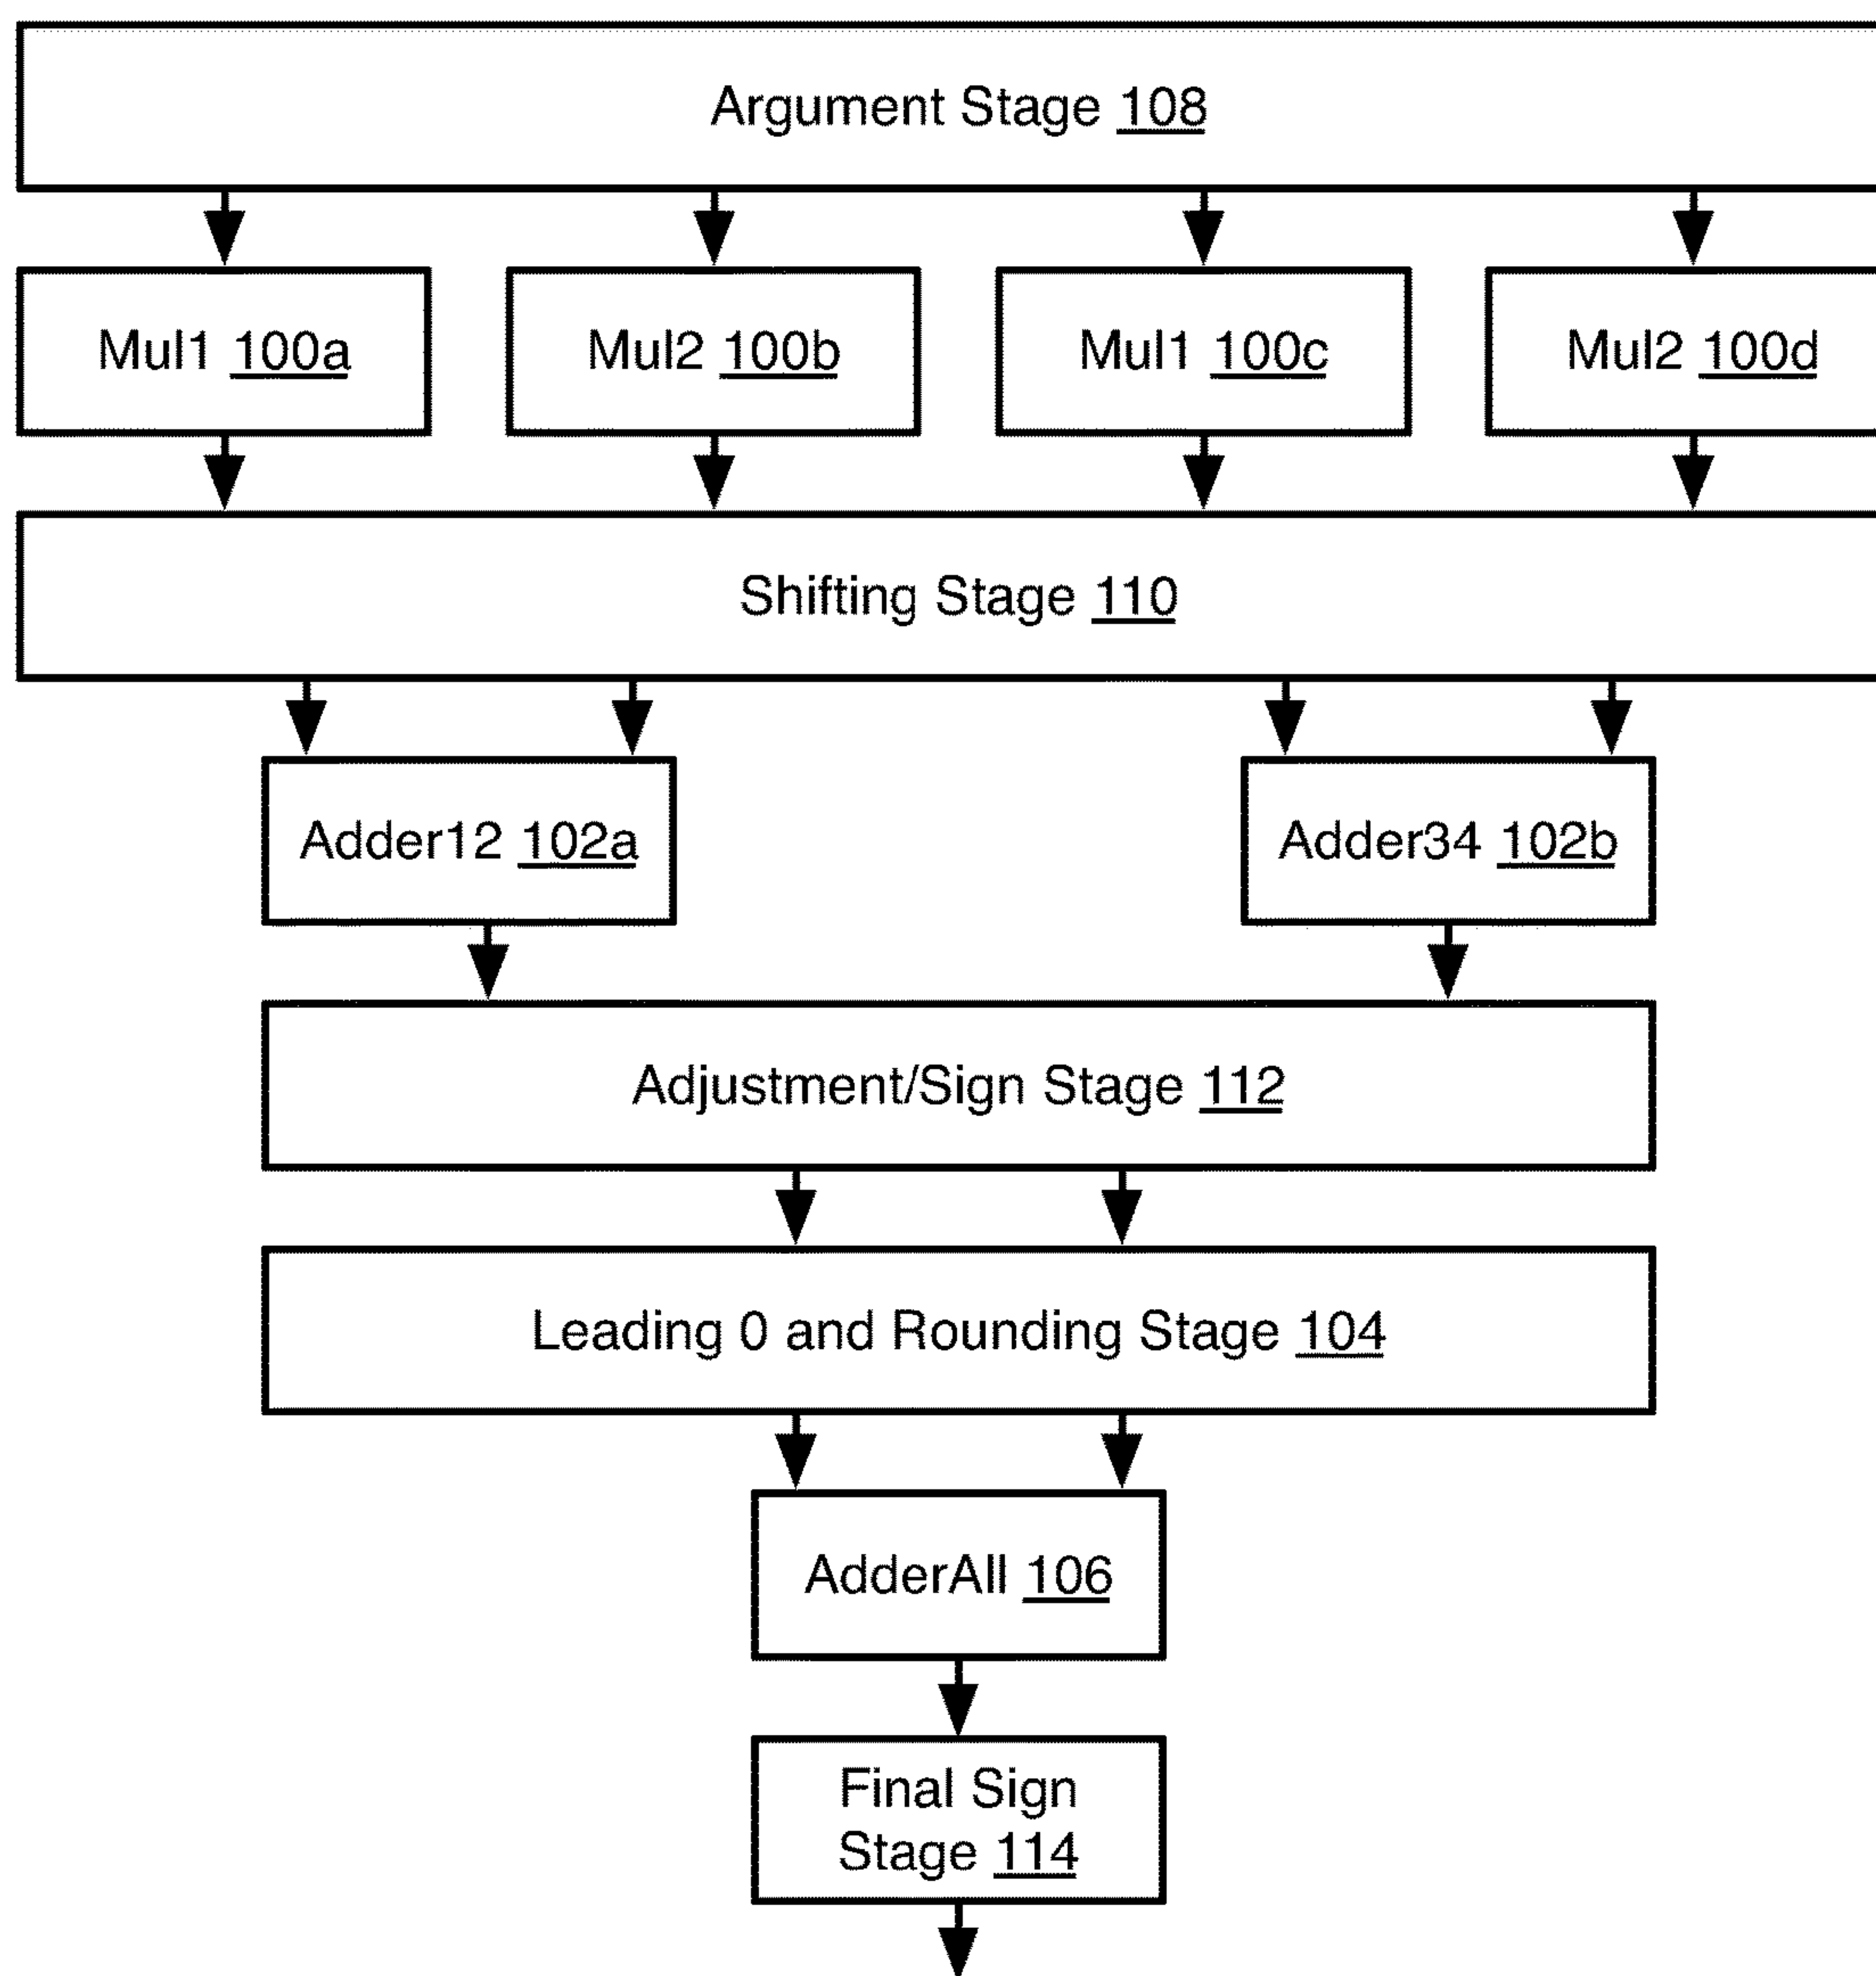 Argument Stage 108
Mul1 100a
Mul2 100b
Mul1 100c
Mul2 100d
Shifting Stage 110
Adder12 102a
Adder34 102b
Adjustment/Sign Stage 112
Leading 0 and Rounding Stage 104
AdderAll 106
Final Sign
Stage 114